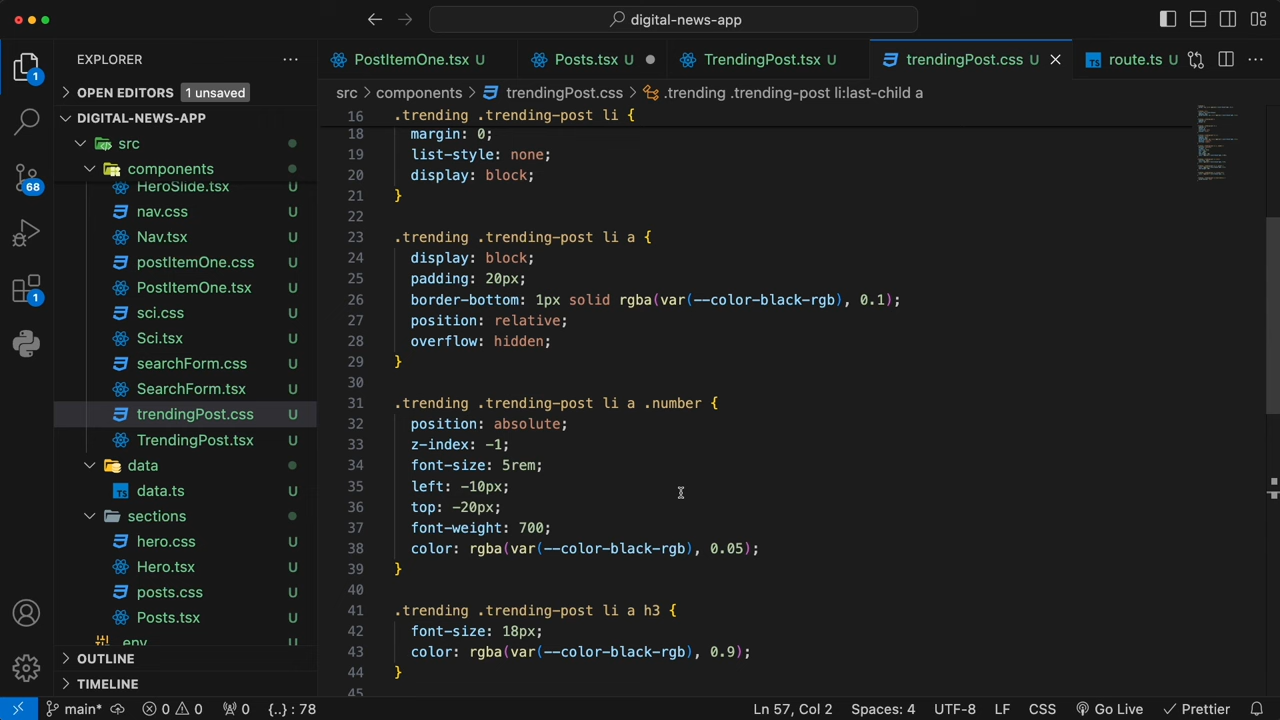 digital-news-app
EXPLORER
PostItemOne.tsx U
Posts.tsx U
TrendingPost.tsx U
trendingPost.css U
route.ts U
1
OPEN EDITORS 1 unsaved
src > components > trendingPost.css > .trending .trending-post li:last-child a
DIGITAL-NEWS-APP
src
components
HeroSlide.tsx U
nav.css U
Nav.tsx U
postItemOne.css U
PostItemOne.tsx U
sci.css U
Sci.tsx U
searchForm.css U
SearchForm.tsx U
trendingPost.css U
TrendingPost.tsx U
data
data.ts U
sections
hero.css U
Hero.tsx U
posts.css U
Posts.tsx U
env U
OUTLINE
TIMELINE
68
1
16 .trending .trending-post li {
18 margin: 0;
19 list-style: none;
20 display: block;
21 }
22
23 .trending .trending-post li a {
24 display: block;
25 padding: 20px;
26 border-bottom: 1px solid rgba(var(--color-black-rgb), 0.1);
27 position: relative;
28 overflow: hidden;
29 }
30
31 .trending .trending-post li a .number {
32 position: absolute;
33 z-index: -1;
34 font-size: 5rem;
35 left: -10px;
36 top: -20px;
37 font-weight: 700;
38 color: rgba(var(--color-black-rgb), 0.05);
39 }
40
41 .trending .trending-post li a h3 {
42 font-size: 18px;
43 color: rgba(var(--color-black-rgb), 0.9);
44 }
45
main* 0 0 0 {..} : 78 Ln 57, Col 2 Spaces: 4 UTF-8 LF CSS Go Live Prettier